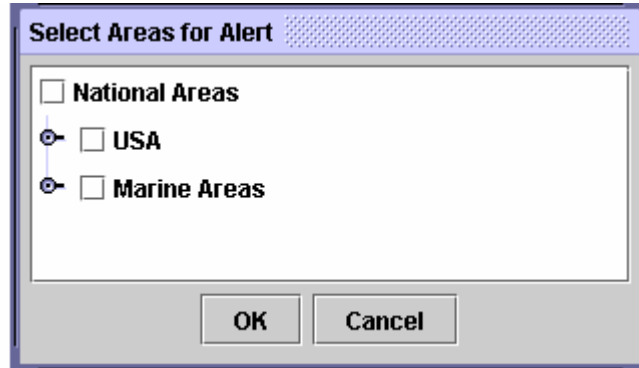 Select Areas for Alert
National Areas
USA
Marine Areas
OK Cancel